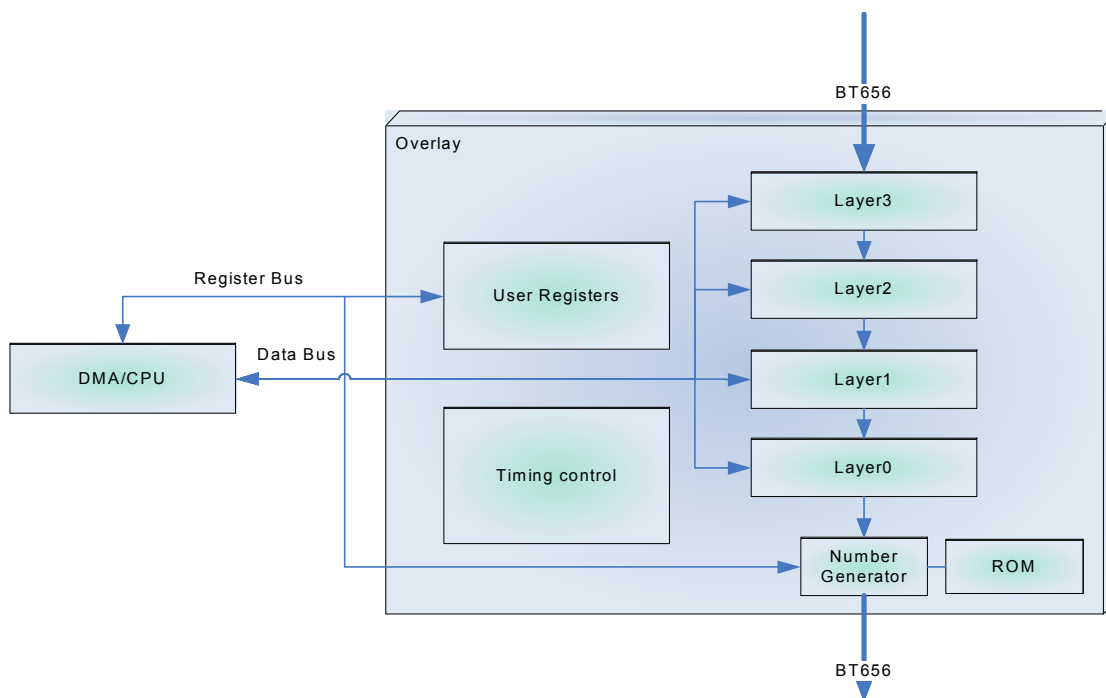 BT656
Overlay
Layer3
Register Bus
User Registers
Layer2
Data Bus
DMA/CPU
Layer1
Timing control
Layer0
Number
Generator
ROM
BT656